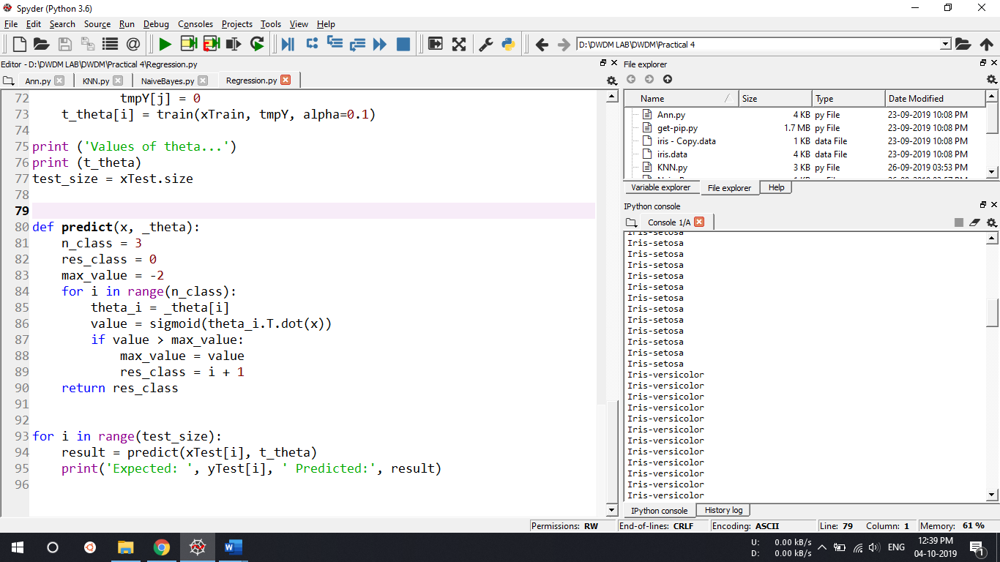 Spyder (Python 3.6)
File Edit Search Source Run Debug Consoles Projects Tools View Help
D:\DWDM LAB\DWDM\Practical 4
Editor - D:\DWDM LAB\DWDM\Practical 4\Regression.py
Ann.py KNN.py NaiveBayes.py Regression.py
72 tmpY[j] = 0
73 t_theta[i] = train(xTrain, tmpY, alpha=0.1)
74
75 print ('Values of theta...')
76 print (t_theta)
77 test_size = xTest.size
78
79
80 def predict(x, _theta):
81 n_class = 3
82 res_class = 0
83 max_value = -2
84 for i in range(n_class):
85 theta_i = _theta[i]
86 value = sigmoid(theta_i.T.dot(x))
87 if value > max_value:
88 max_value = value
89 res_class = i + 1
90 return res_class
91
92
93 for i in range(test_size):
94 result = predict(xTest[i], t_theta)
95 print('Expected: ', yTest[i], ' Predicted:', result)
96
File explorer
Name Size Type Date Modified
Ann.py 4 KB py File 23-09-2019 10:08 PM
get-pip.py 1.7 MB py File 23-09-2019 10:08 PM
iris - Copy.data 1 KB data File 23-09-2019 10:08 PM
iris.data 4 KB data File 23-09-2019 10:08 PM
KNN.py 3 KB py File 26-09-2019 03:53 PM
Variable explorer File explorer Help
IPython console
Console 1/A
Iris-setosa
Iris-setosa
Iris-setosa
Iris-setosa
Iris-setosa
Iris-setosa
Iris-setosa
Iris-setosa
Iris-setosa
Iris-setosa
Iris-setosa
Iris-setosa
Iris-setosa
Iris-versicolor
Iris-versicolor
Iris-versicolor
Iris-versicolor
Iris-versicolor
Iris-versicolor
Iris-versicolor
Iris-versicolor
Iris-versicolor
Iris-versicolor
Iris-versicolor
Iris-versicolor
IPython console History log
Permissions: RW End-of-lines: CRLF Encoding: ASCII Line: 79 Column: 1 Memory: 61 %
U: 0.00 kB/s
D: 0.00 kB/s
ENG
12:39 PM
04-10-2019
1